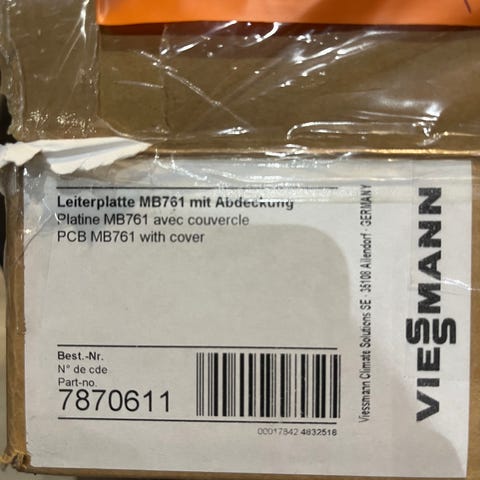 Leiterplatte MB761 mit Abdeckung
Platine MB761 avec couvercle
PCB MB761 with cover
Best.-Nr.
N° de cde
Part-no.
7870611
00017842 4832516
Viessmann Climate Solutions SE · 35108 Allendorf · GERMANY
VIESSMANN